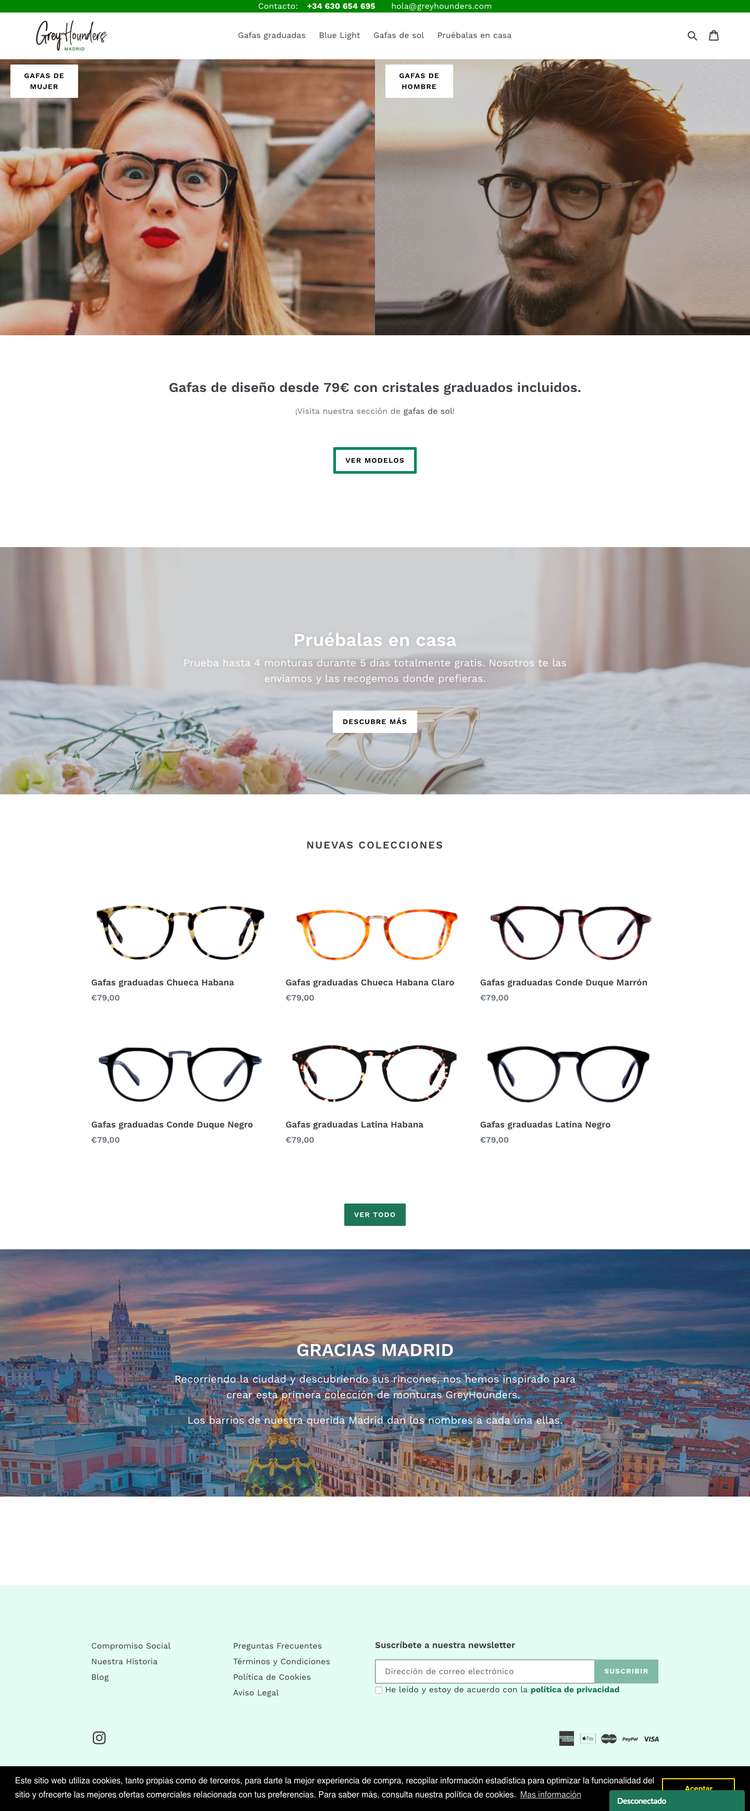 Contacto: +34 630 654 695 hola@greyhounders.com
GreyHounders
MADRID
Gafas graduadas Blue Light Gafas de sol Pruébalas en casa
GAFAS DE
MUJER
GAFAS DE
HOMBRE
Gafas de diseño desde 79€ con cristales graduados incluidos.
¡Visita nuestra sección de gafas de sol!
VER MODELOS
Pruébalas en casa
Prueba hasta 4 monturas durante 5 días totalmente gratis. Nosotros te las
enviamos y las recogemos donde prefieras.
DESCUBRE MÁS
NUEVAS COLECCIONES
Gafas graduadas Chueca Habana
€79,00
Gafas graduadas Chueca Habana Claro
€79,00
Gafas graduadas Conde Duque Marrón
€79,00
Gafas graduadas Conde Duque Negro
€79,00
Gafas graduadas Latina Habana
€79,00
Gafas graduadas Latina Negro
€79,00
VER TODO
GRACIAS MADRID
Recorriendo la ciudad y descubriendo sus rincones, nos hemos inspirado para
crear esta primera colección de monturas GreyHounders.
Los barrios de nuestra querida Madrid dan los nombres a cada una ellas.
Compromiso Social
Nuestra Historia
Blog
Preguntas Frecuentes
Términos y Condiciones
Política de Cookies
Aviso Legal
Suscríbete a nuestra newsletter
Dirección de correo electrónico
SUSCRIBIR
He leído y estoy de acuerdo con la política de privacidad
Pay
PayPal
VISA
Este sitio web utiliza cookies, tanto propias como de terceros, para darte la mejor experiencia de compra, recopilar información estadística para optimizar la funcionalidad del
sitio y ofrecerte las mejores ofertas comerciales relacionada con tus preferencias. Para saber más, consulta nuestra política de cookies. Mas información
Aceptar
Desconectado